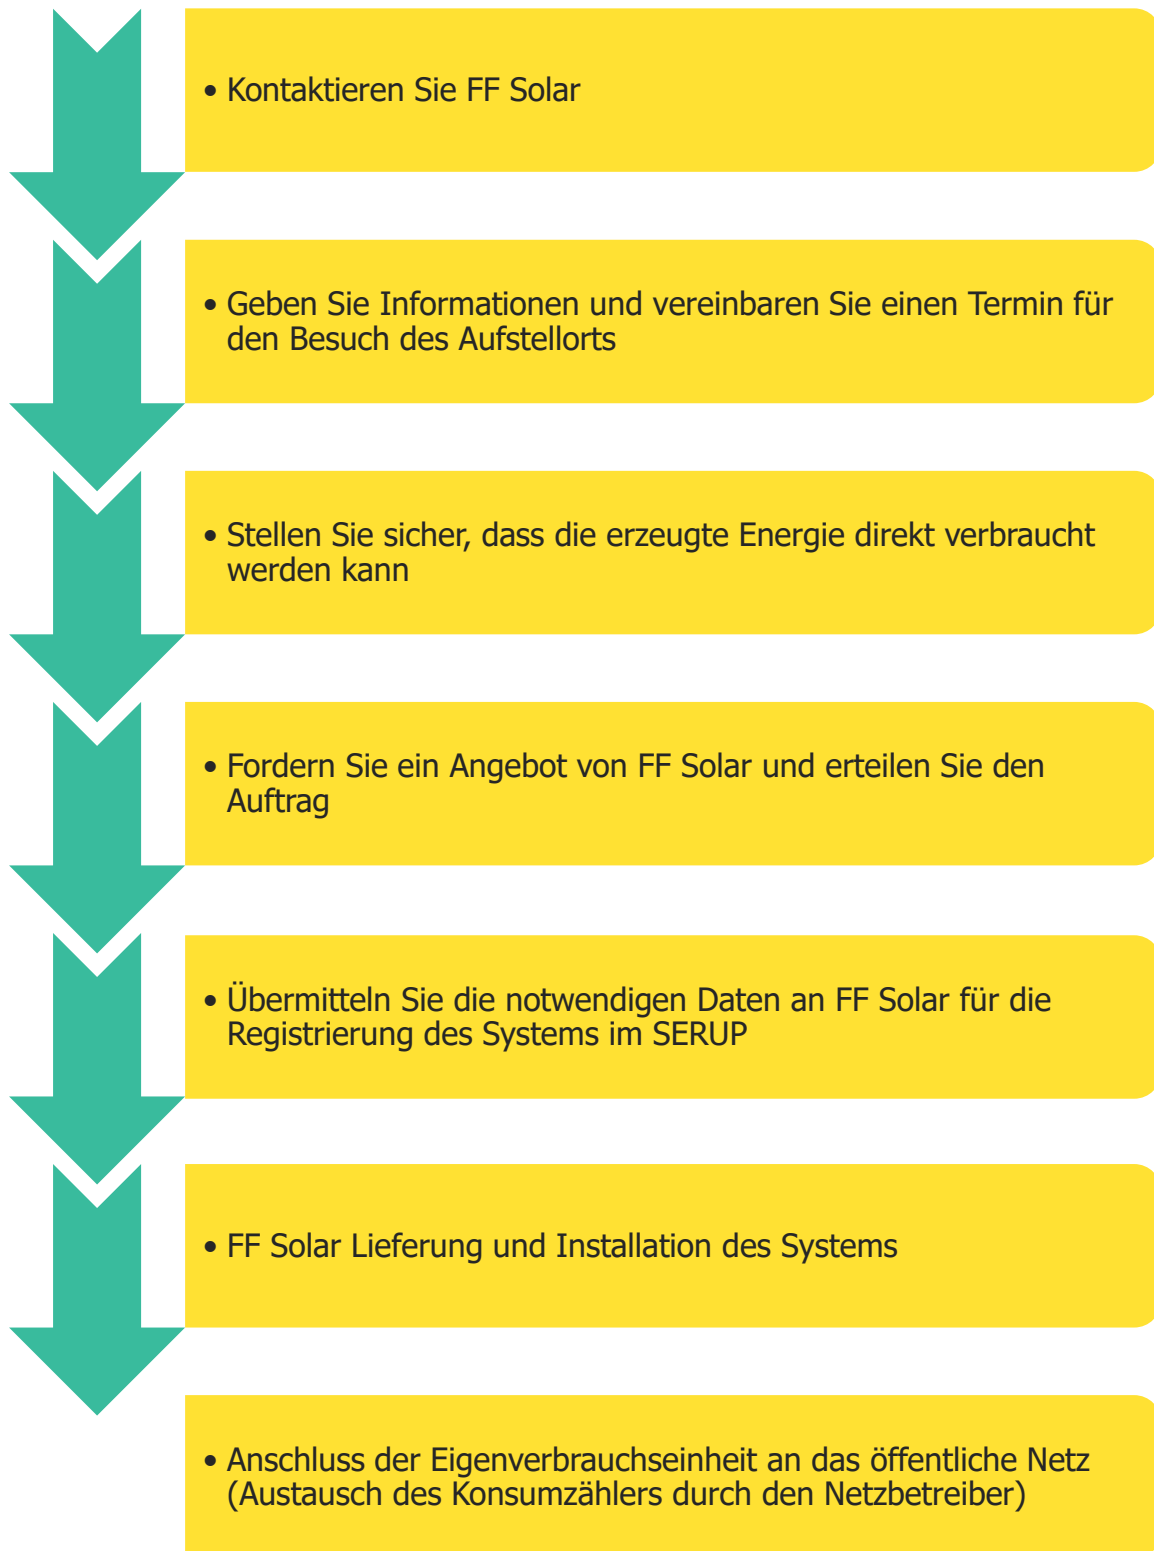 • Kontaktieren Sie FF Solar
• Geben Sie Informationen und vereinbaren Sie einen Termin für
den Besuch des Aufstellorts
• Stellen Sie sicher, dass die erzeugte Energie direkt verbraucht
werden kann
• Fordern Sie ein Angebot von FF Solar und erteilen Sie den
Auftrag
• Übermitteln Sie die notwendigen Daten an FF Solar für die
Registrierung des Systems im SERUP
• FF Solar Lieferung und Installation des Systems
• Anschluss der Eigenverbrauchseinheit an das öffentliche Netz
(Austausch des Konsumzählers durch den Netzbetreiber)